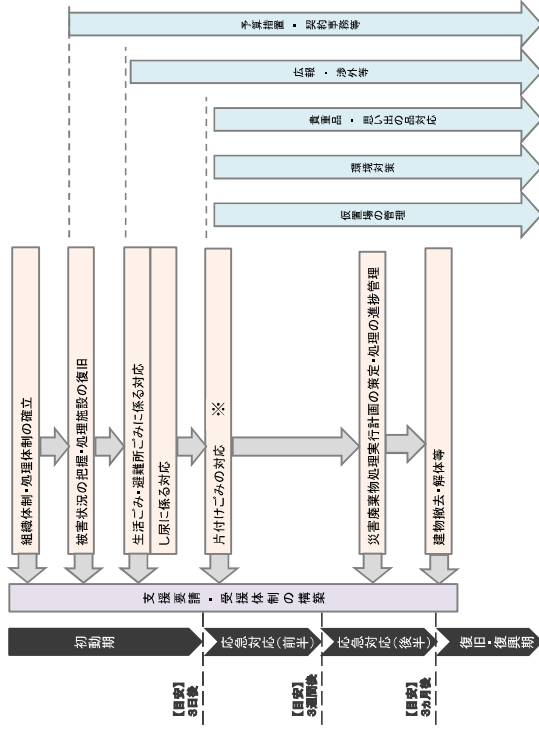 初動期
応急対応(前半)
応急対応(後半)
復旧・復興期
【目安】
3日後
【目安】
3週間後
【目安】
3ヵ月後
支援要請・受援体制の構築
組織体制・処理体制の確立
被害状況の把握・処理施設の復旧
生活ごみ・避難所ごみに係る対応
し尿に係る対応
片付けごみの対応 ※
災害廃棄物処理実行計画の策定・処理の進捗管理
建物撤去・解体等
予算措置・契約事務等
広報・渉外等
貴重品・思い出の品対応
環境対策
仮置場の管理